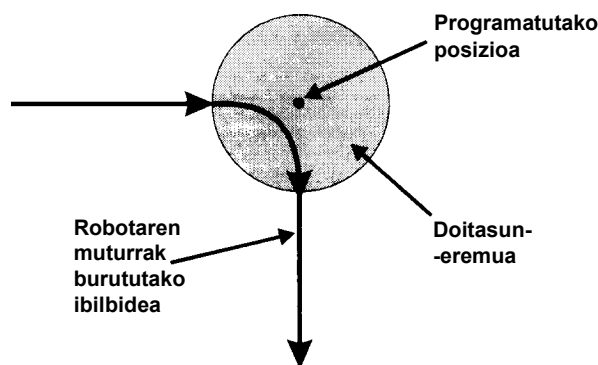 Programatutako
posizioa
Robotaren
muturrak
burututako
ibilbidea
Doitasun-
-eremua